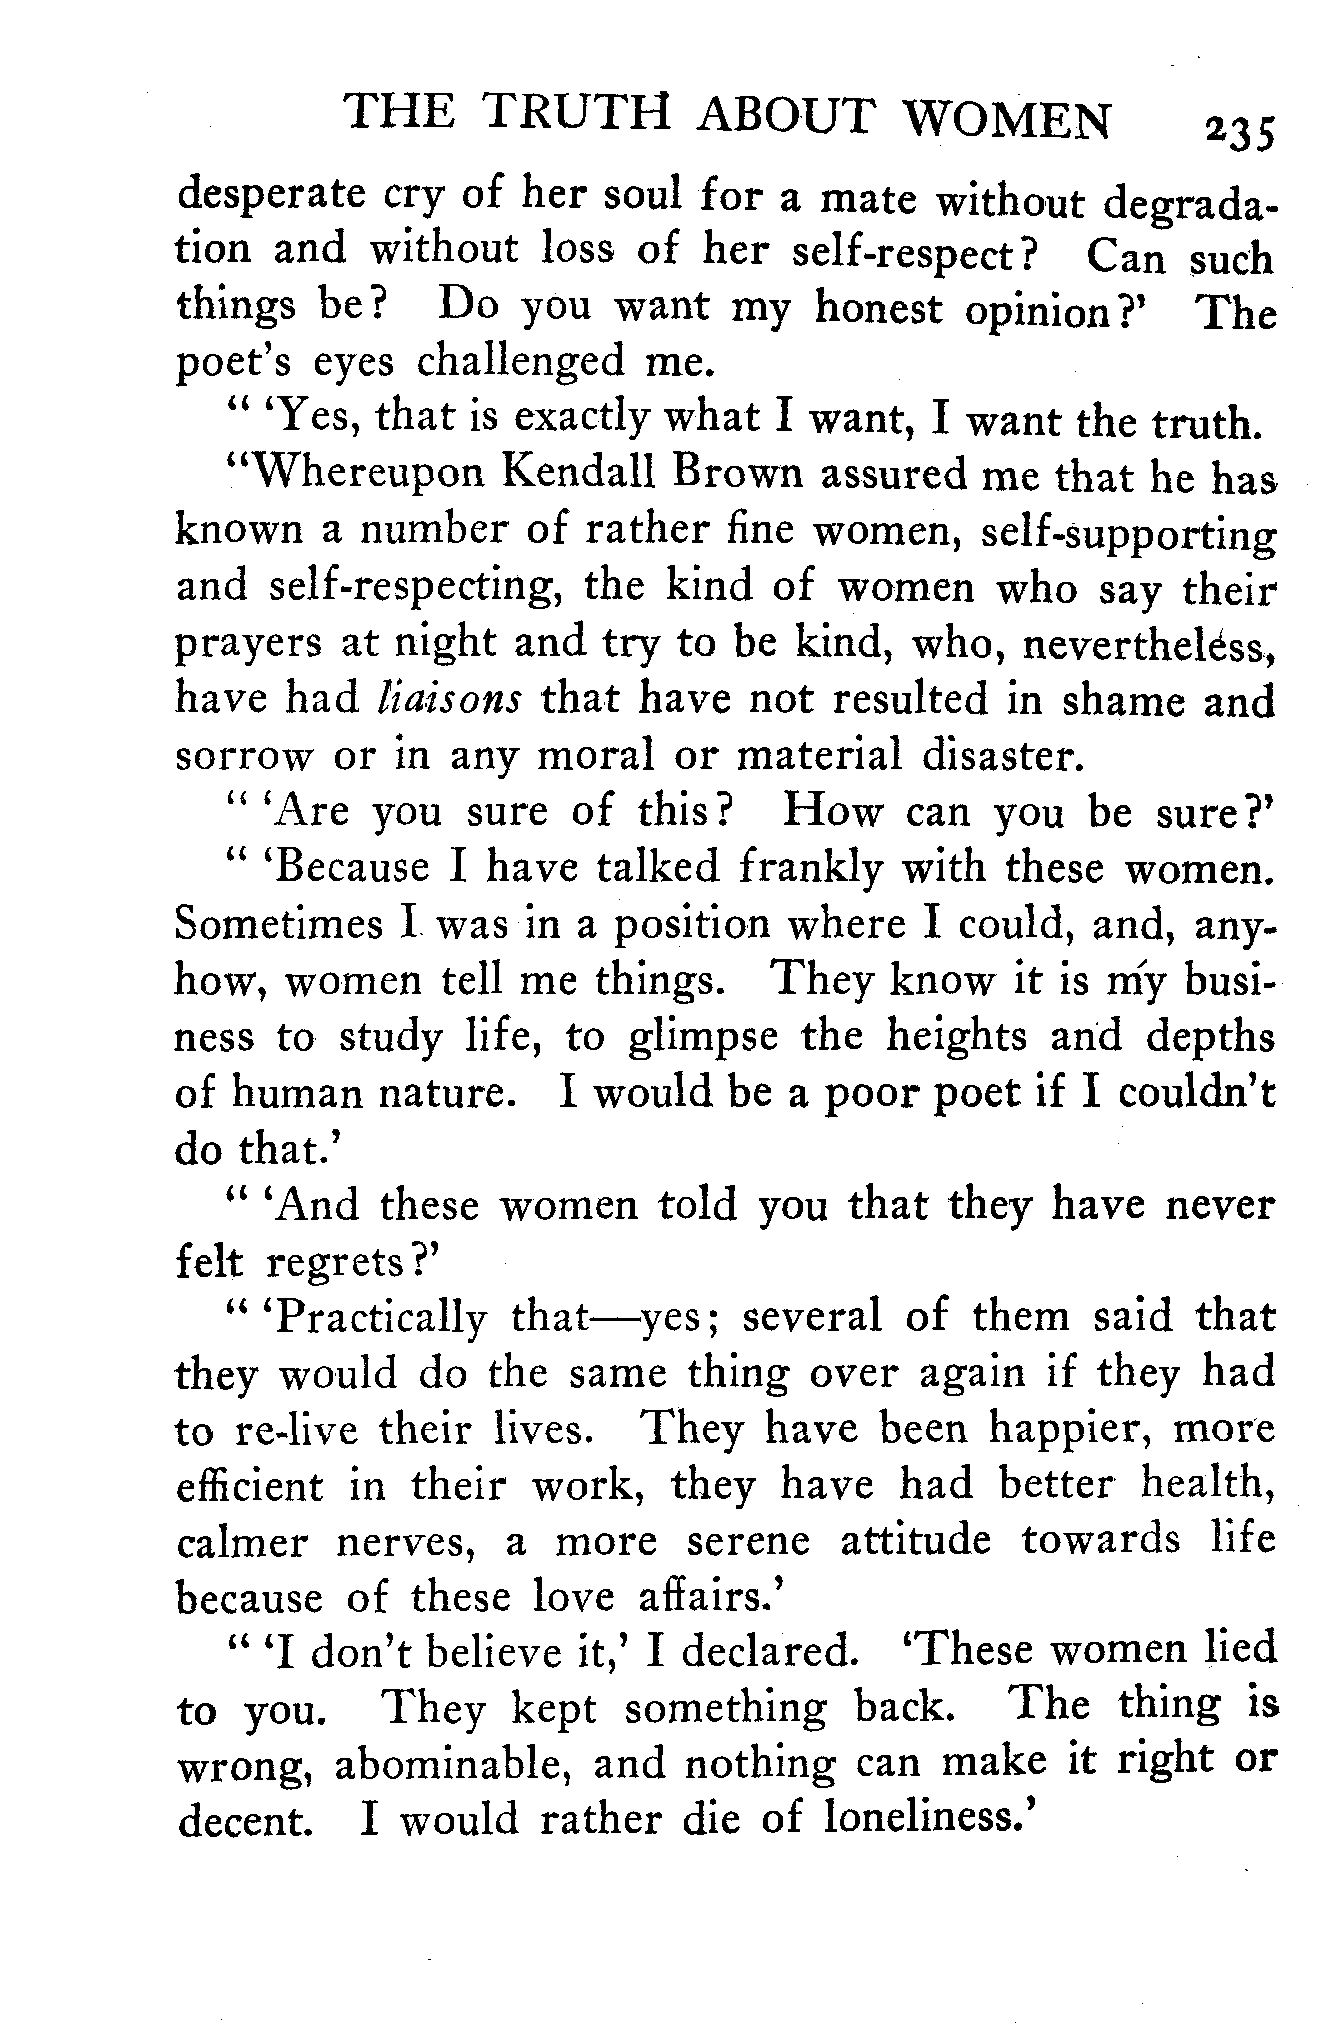 THE TRUTH ABOUT WOMEN 235
desperate cry of her soul for a mate without degrada-
tion and without loss of her self-respect? Can such
things be? Do you want my honest opinion?' The
poet's eyes challenged me.
“ ‘Yes, that is exactly what I want, I want the truth.
“Whereupon Kendall Brown assured me that he has
known a number of rather fine women, self-supporting
and self-respecting, the kind of women who say their
prayers at night and try to be kind, who, nevertheless,
have had liaisons that have not resulted in shame and
sorrow or in any moral or material disaster.
“ ‘Are you sure of this? How can you be sure?’
“ ‘Because I have talked frankly with these women.
Sometimes I was in a position where I could, and, any-
how, women tell me things. They know it is my busi-
ness to study life, to glimpse the heights and depths
of human nature. I would be a poor poet if I couldn't
do that.’
“ ‘And these women told you that they have never
felt regrets?’
“ ‘Practically that—yes; several of them said that
they would do the same thing over again if they had
to re-live their lives. They have been happier, more
efficient in their work, they have had better health,
calmer nerves, a more serene attitude towards life
because of these love affairs.’
“ ‘I don't believe it,’ I declared. ‘These women lied
to you. They kept something back. The thing is
wrong, abominable, and nothing can make it right or
decent. I would rather die of loneliness.’